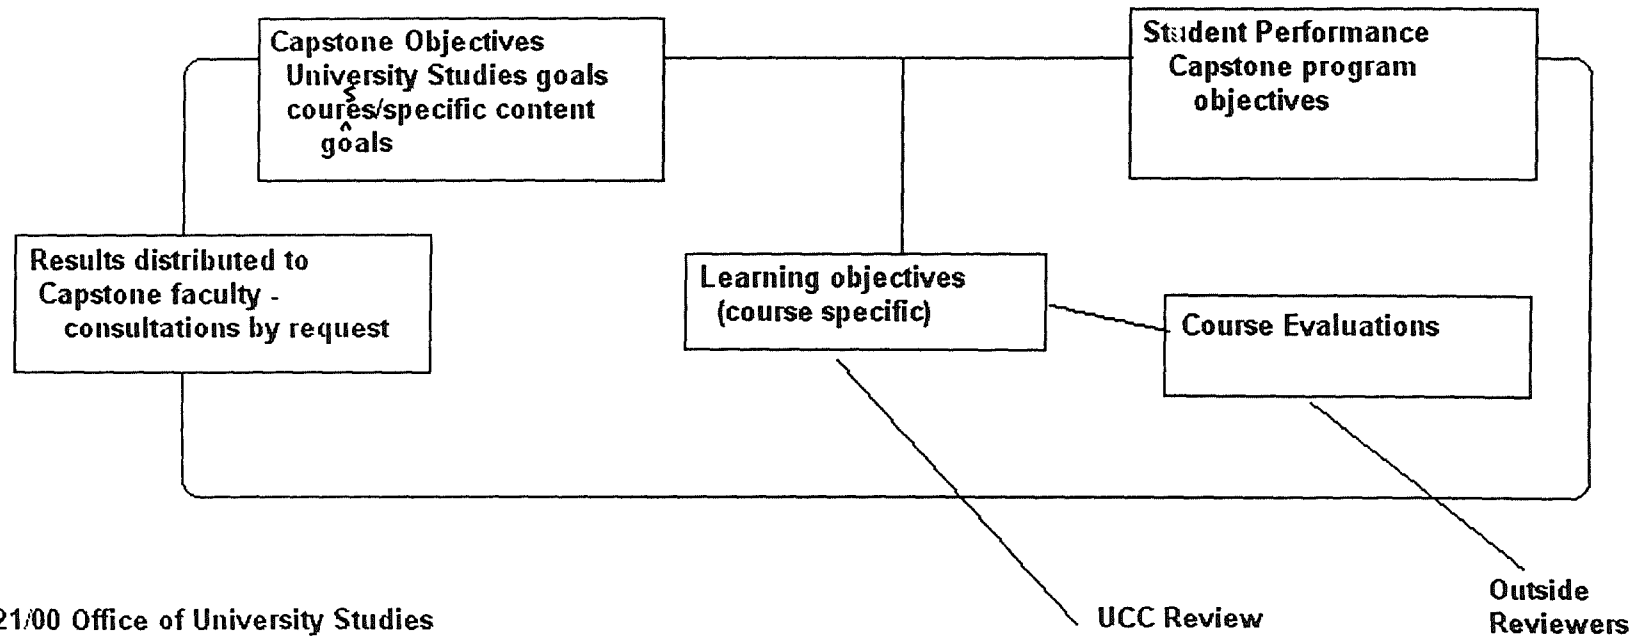 Capstone Objectives
University Studies goals
coures/specific content
goals
Student Performance
Capstone program
objectives
Results distributed to
Capstone faculty -
consultations by request
Learning objectives
(course specific)
Course Evaluations
21/00 Office of University Studies
UCC Review
Outside
Reviewers